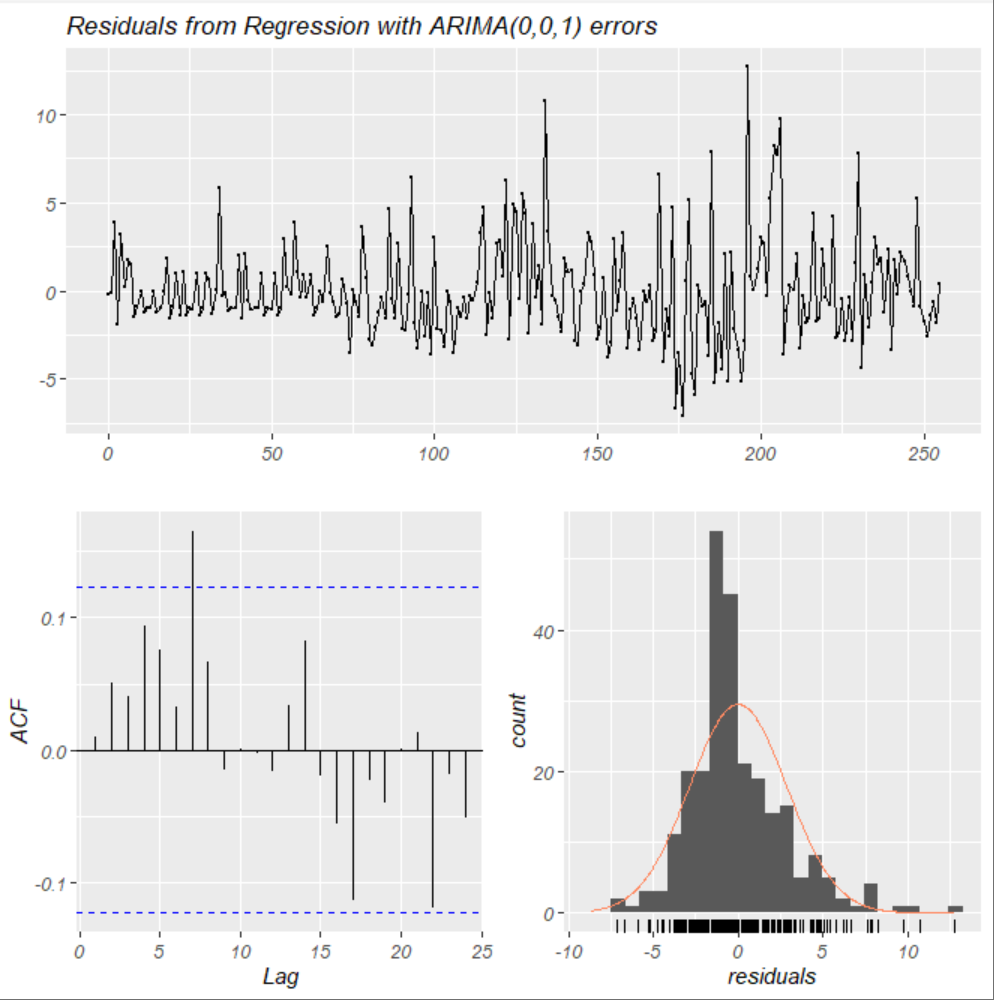 Residuals from Regression with ARIMA(0,0,1) errors
10
5
0
-5
0 50 100 150 200 250
0.1
0.0
-0.1
ACF
0 5 10 15 20 25
Lag
40
20
0
count
-10 -5 0 5 10
residuals